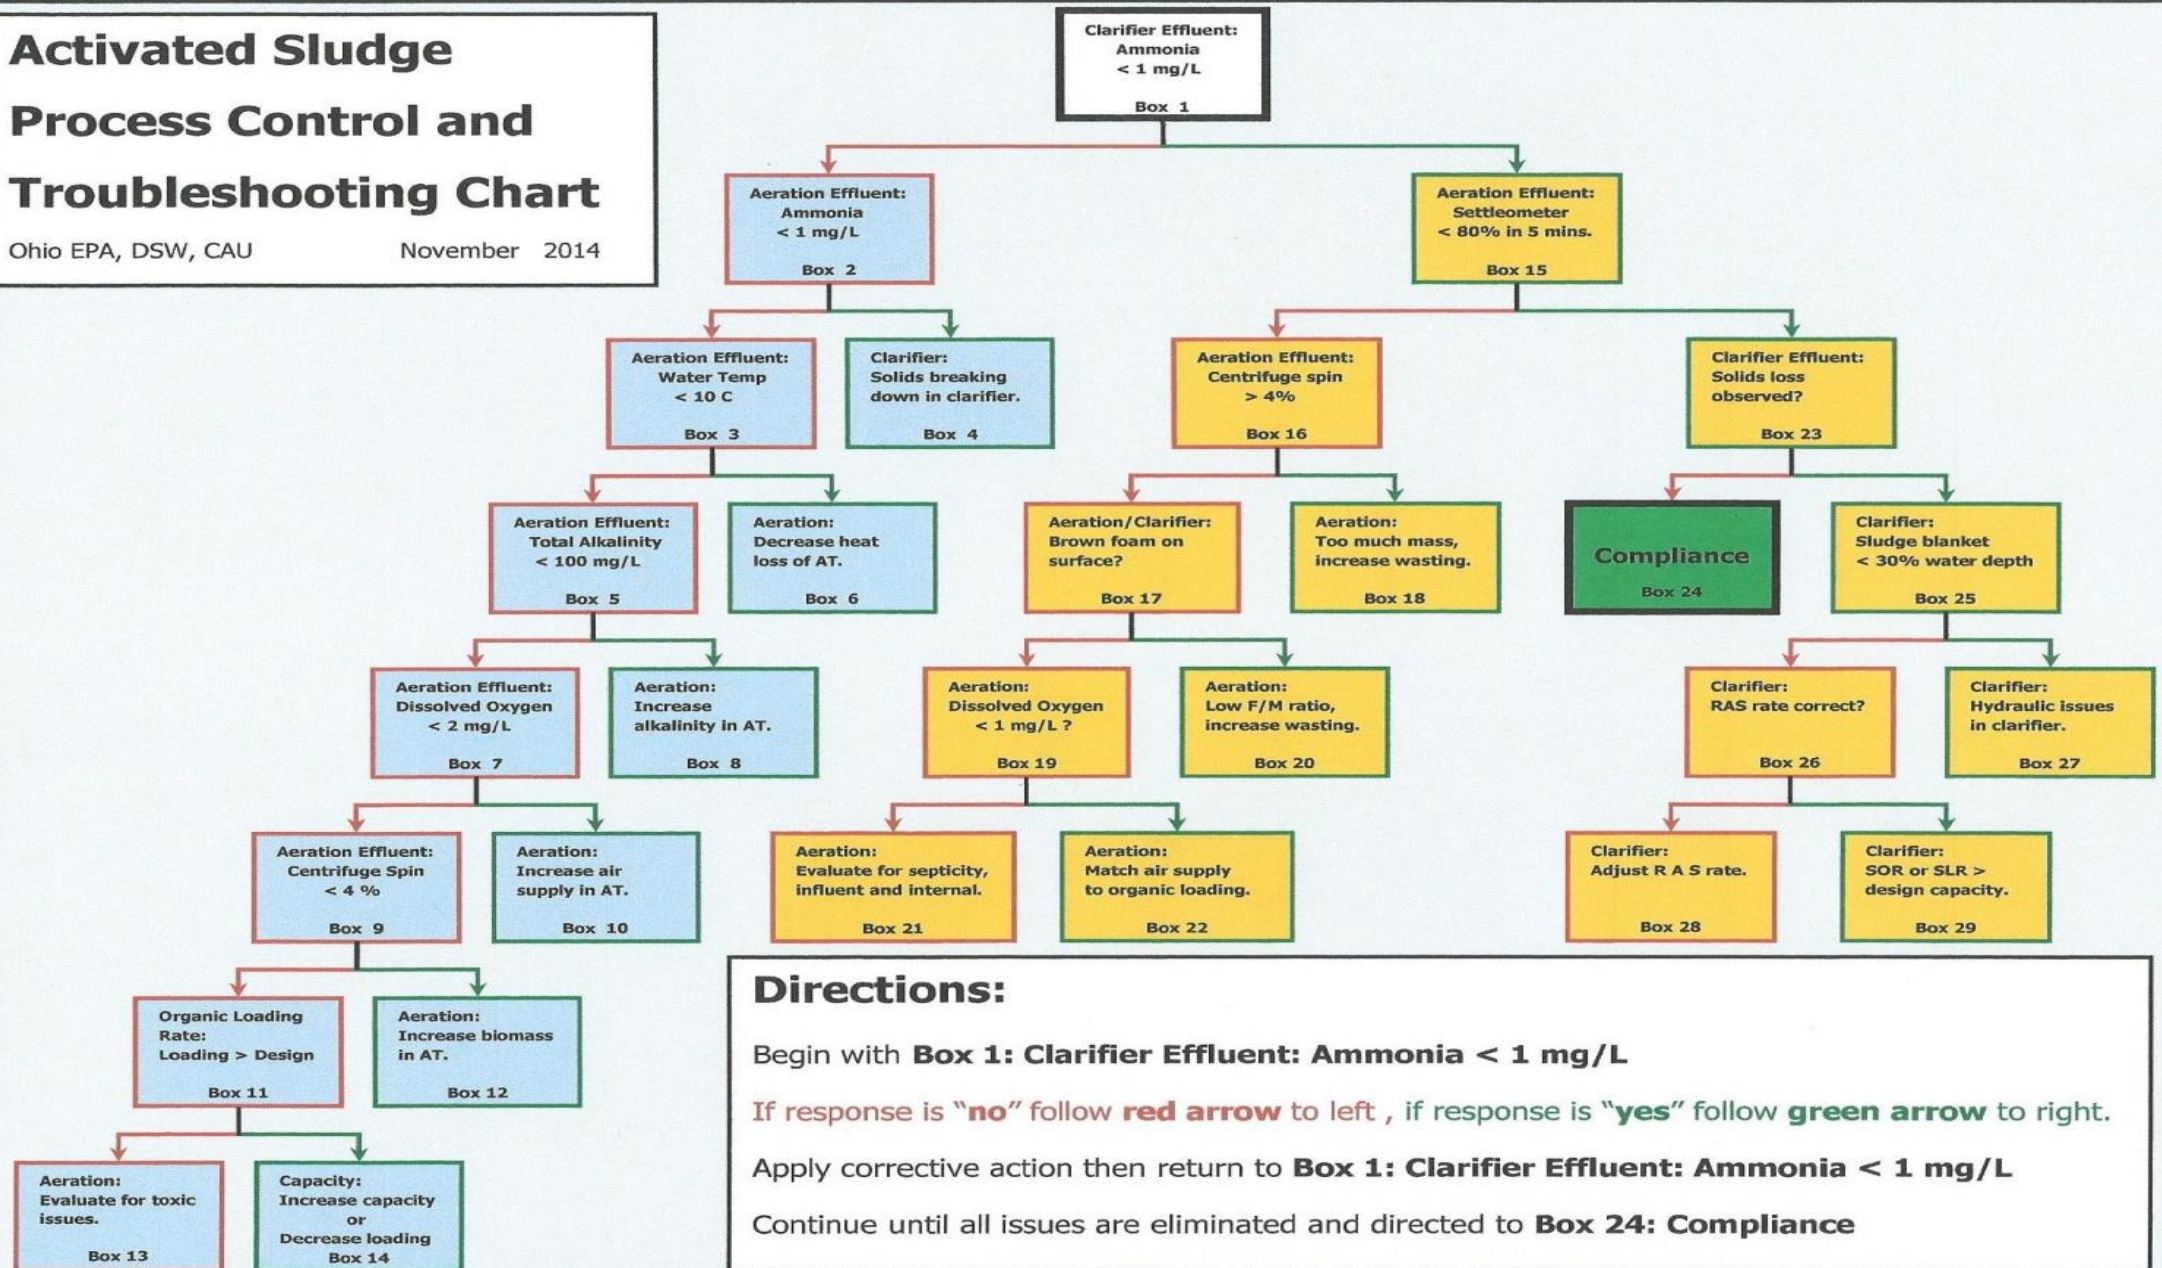 Activated Sludge
Process Control and
Troubleshooting Chart
Ohio EPA, DSW, CAU November 2014
Clarifier Effluent:
Ammonia
< 1 mg/L
Box 1
Aeration Effluent:
Ammonia
< 1 mg/L
Box 2
Aeration Effluent:
Settleometer
< 80% in 5 mins.
Box 15
Aeration Effluent:
Water Temp
< 10 C
Box 3
Clarifier:
Solids breaking
down in clarifier.
Box 4
Aeration Effluent:
Centrifuge spin
> 4%
Box 16
Clarifier Effluent:
Solids loss
observed?
Box 23
Aeration Effluent:
Total Alkalinity
< 100 mg/L
Box 5
Aeration:
Decrease heat
loss of AT.
Box 6
Aeration/Clarifier:
Brown foam on
surface?
Box 17
Aeration:
Too much mass,
increase wasting.
Box 18
Compliance
Box 24
Clarifier:
Sludge blanket
< 30% water depth
Box 25
Aeration Effluent:
Dissolved Oxygen
< 2 mg/L
Box 7
Aeration:
Increase
alkalinity in AT.
Box 8
Aeration:
Dissolved Oxygen
< 1 mg/L ?
Box 19
Aeration:
Low F/M ratio,
increase wasting.
Box 20
Clarifier:
RAS rate correct?
Box 26
Clarifier:
Hydraulic issues
in clarifier.
Box 27
Aeration Effluent:
Centrifuge Spin
< 4 %
Box 9
Aeration:
Increase air
supply in AT.
Box 10
Aeration:
Evaluate for septicity,
influent and internal.
Box 21
Aeration:
Match air supply
to organic loading.
Box 22
Clarifier:
Adjust R A S rate.
Box 28
Clarifier:
SOR or SLR >
design capacity.
Box 29
Organic Loading
Rate:
Loading > Design
Box 11
Aeration:
Increase biomass
in AT.
Box 12
Aeration:
Evaluate for toxic
issues.
Box 13
Capacity:
Increase capacity
or
Decrease loading
Box 14
Directions:
Begin with Box 1: Clarifier Effluent: Ammonia < 1 mg/L
If response is “no” follow red arrow to left , if response is “yes” follow green arrow to right.
Apply corrective action then return to Box 1: Clarifier Effluent: Ammonia < 1 mg/L
Continue until all issues are eliminated and directed to Box 24: Compliance